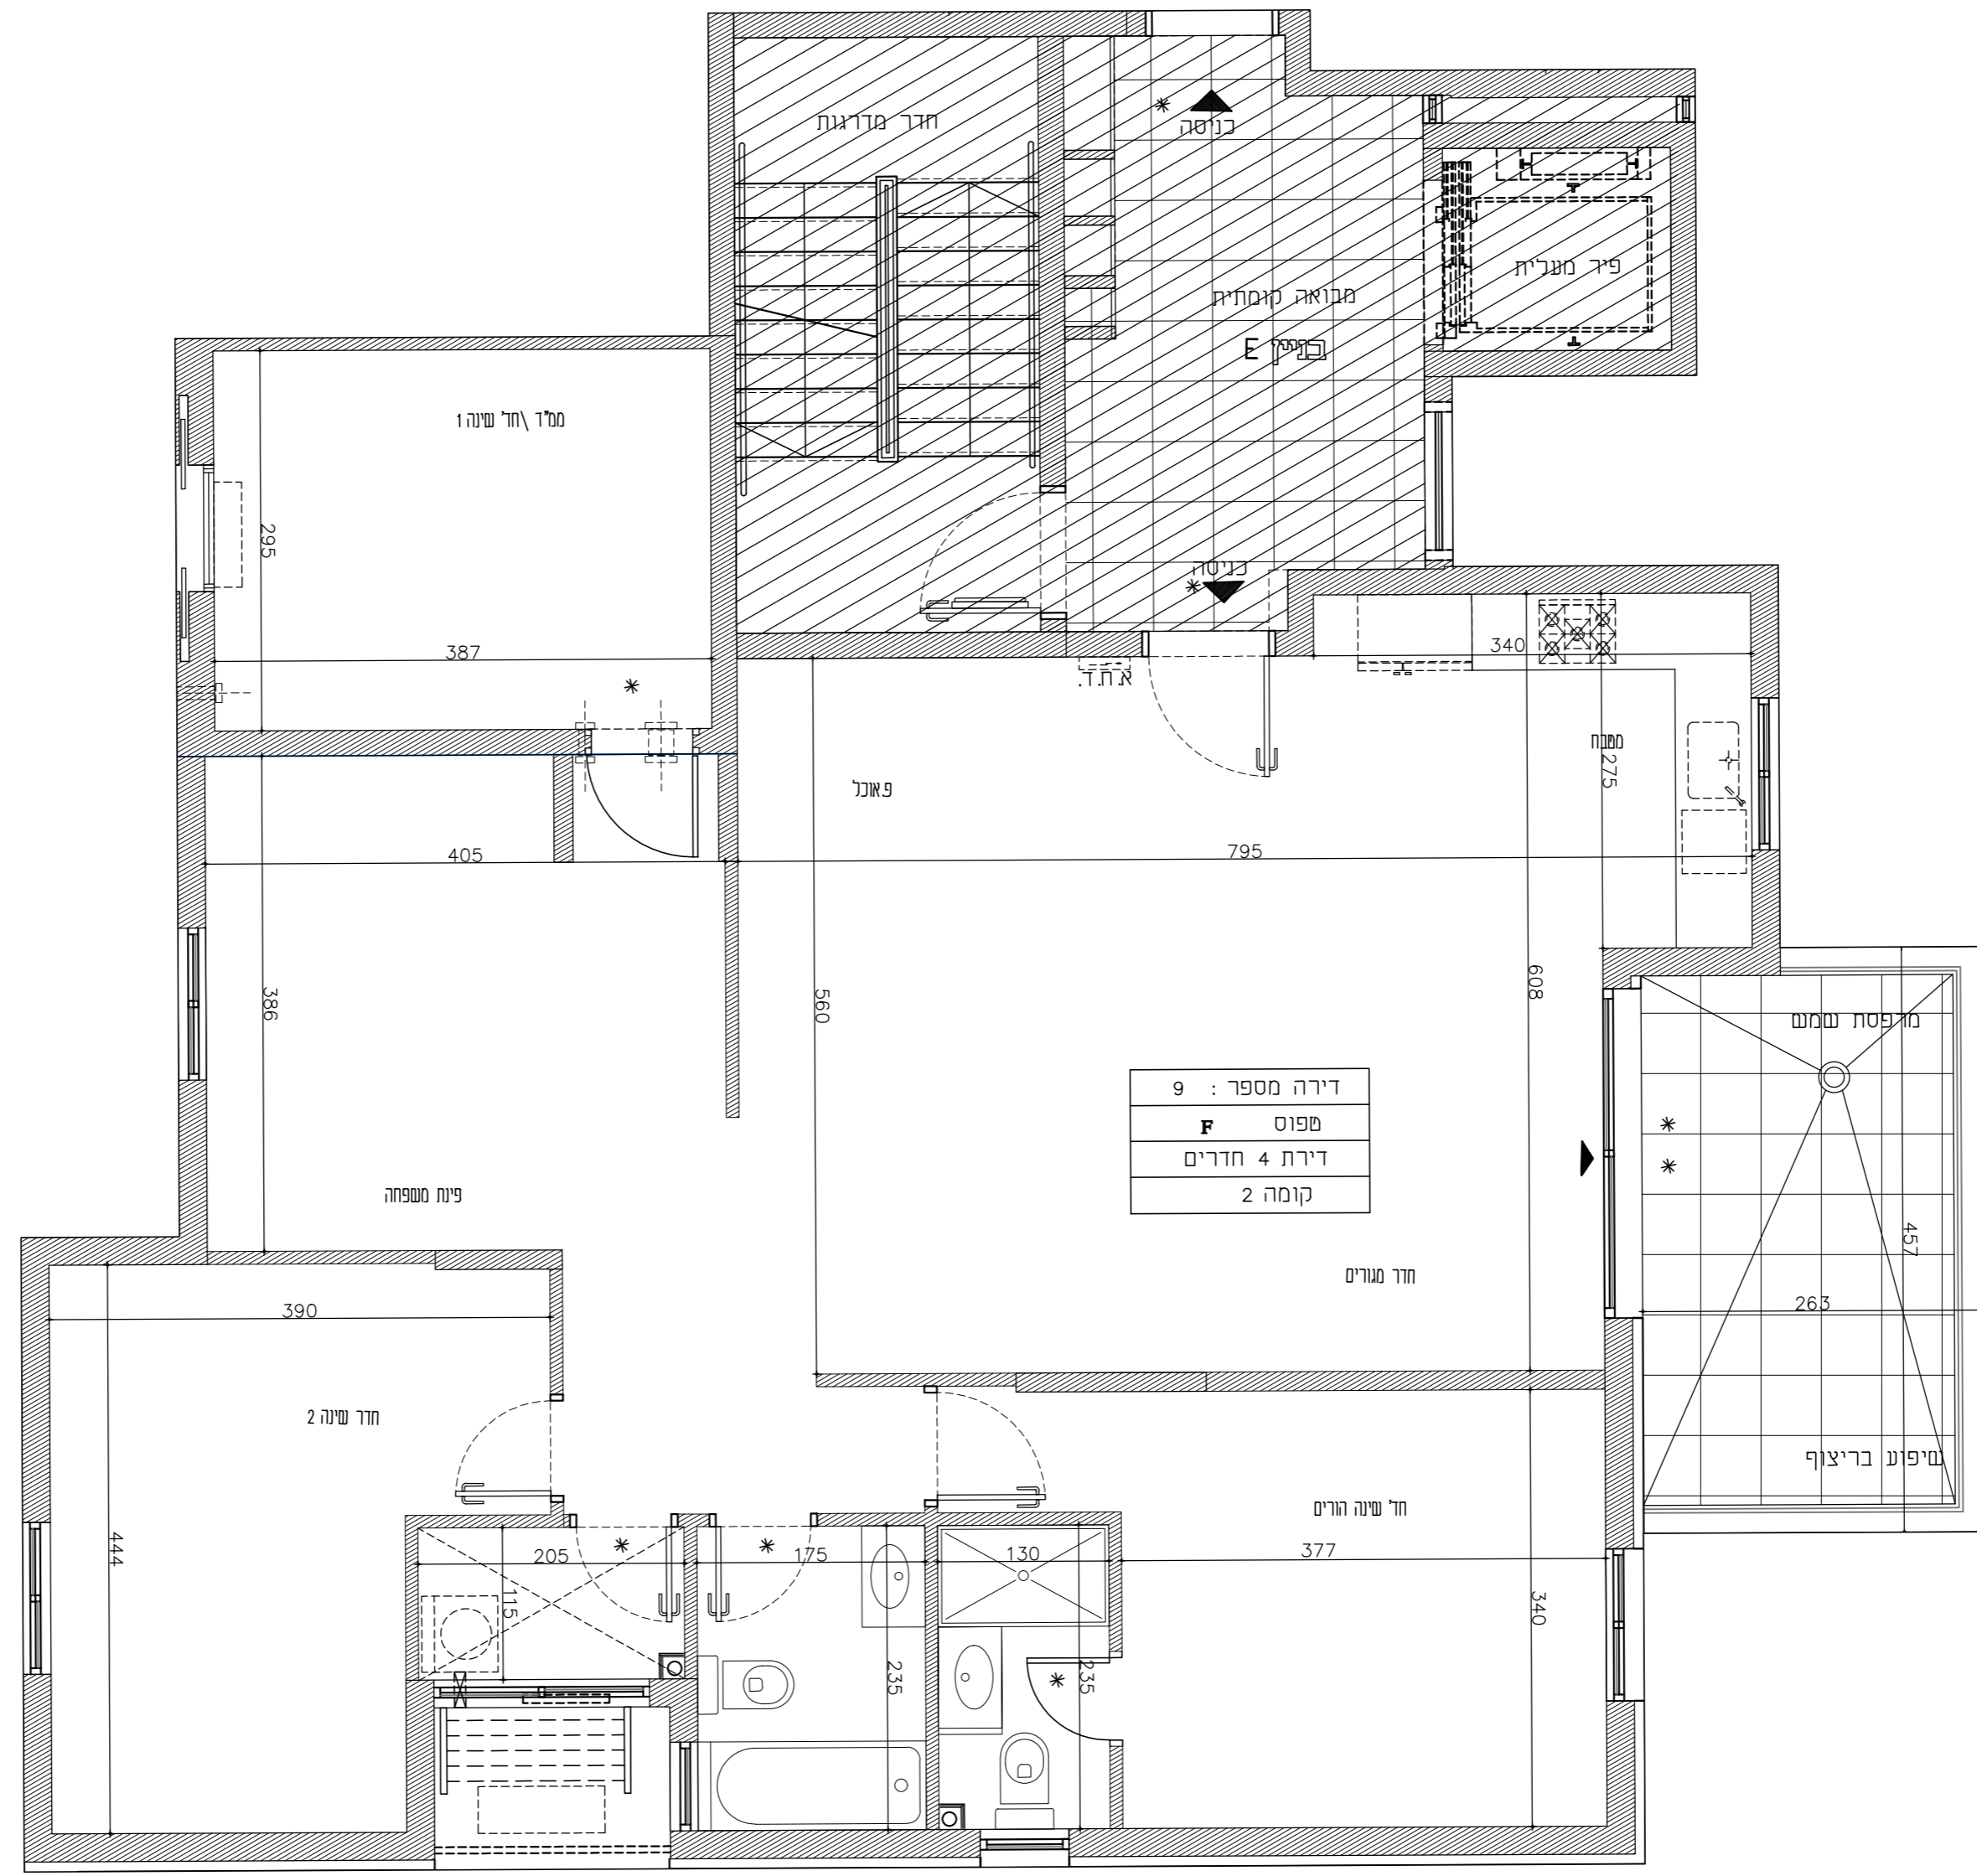 חדר מדרגות
כניסה
פיר מעלית
מבואה קומתית
בניין E
ממ"ד \חד' שינה 1
295
387
כניסה
א.ח.ד.
340
מטבח
275
פ.אוכל
405
795
386
560
608
מרפסת שמש
דירה מספר : 9
טפוס F
דירת 4 חדרים
קומה 2
457
פינת משפחה
חדר מגורים
263
390
חדר שינה 2
שיפוע בריצוף
חד' שינה הורים
444
205
175
130
377
115
340
235
235